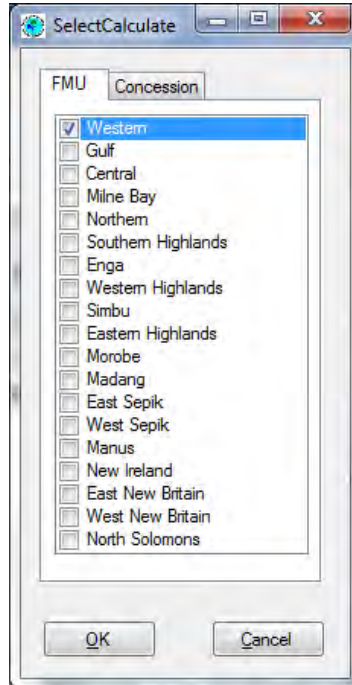 SelectCalculate
FMU Concession
Western
Gulf
Central
Milne Bay
Northern
Southern Highlands
Enga
Western Highlands
Simbu
Eastern Highlands
Morobe
Madang
East Sepik
West Sepik
Manus
New Ireland
East New Britain
West New Britain
North Solomons
OK Cancel